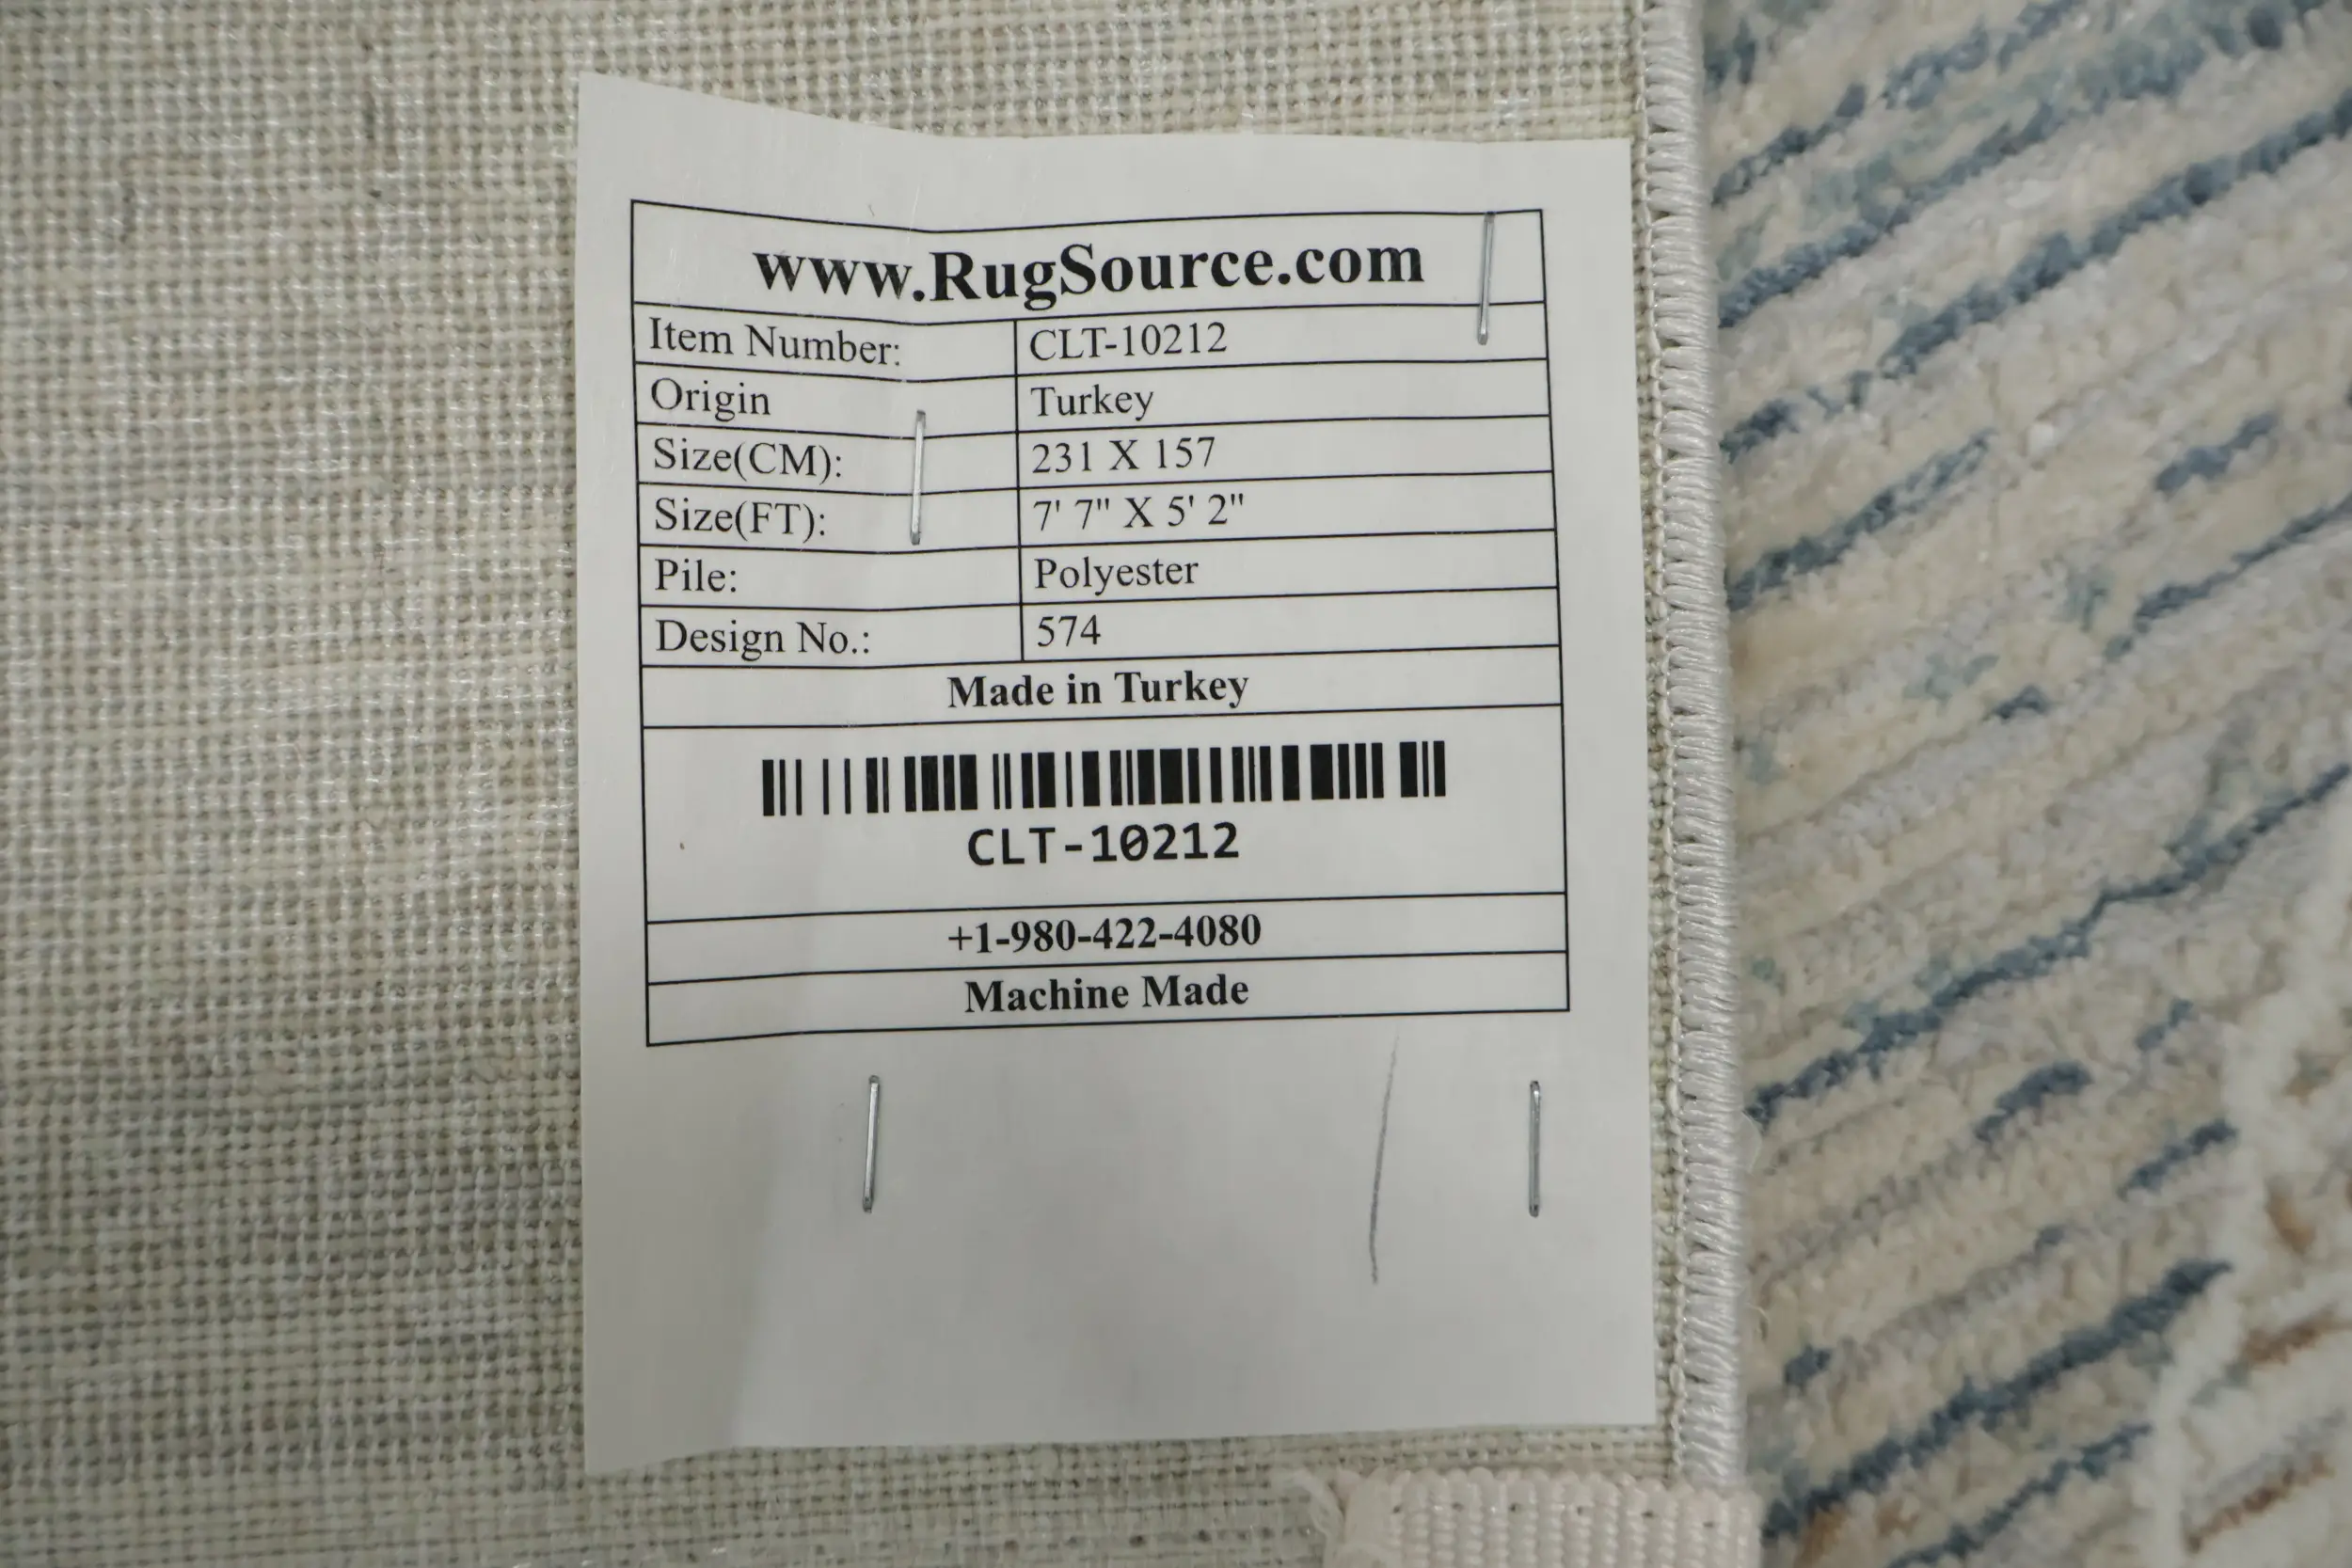 www.RugSource.com
Item Number: CLT-10212
Origin Turkey
Size(CM): 231 X 157
Size(FT): 7' 7" X 5' 2"
Pile: Polyester
Design No.: 574
Made in Turkey
CLT-10212
+1-980-422-4080
Machine Made